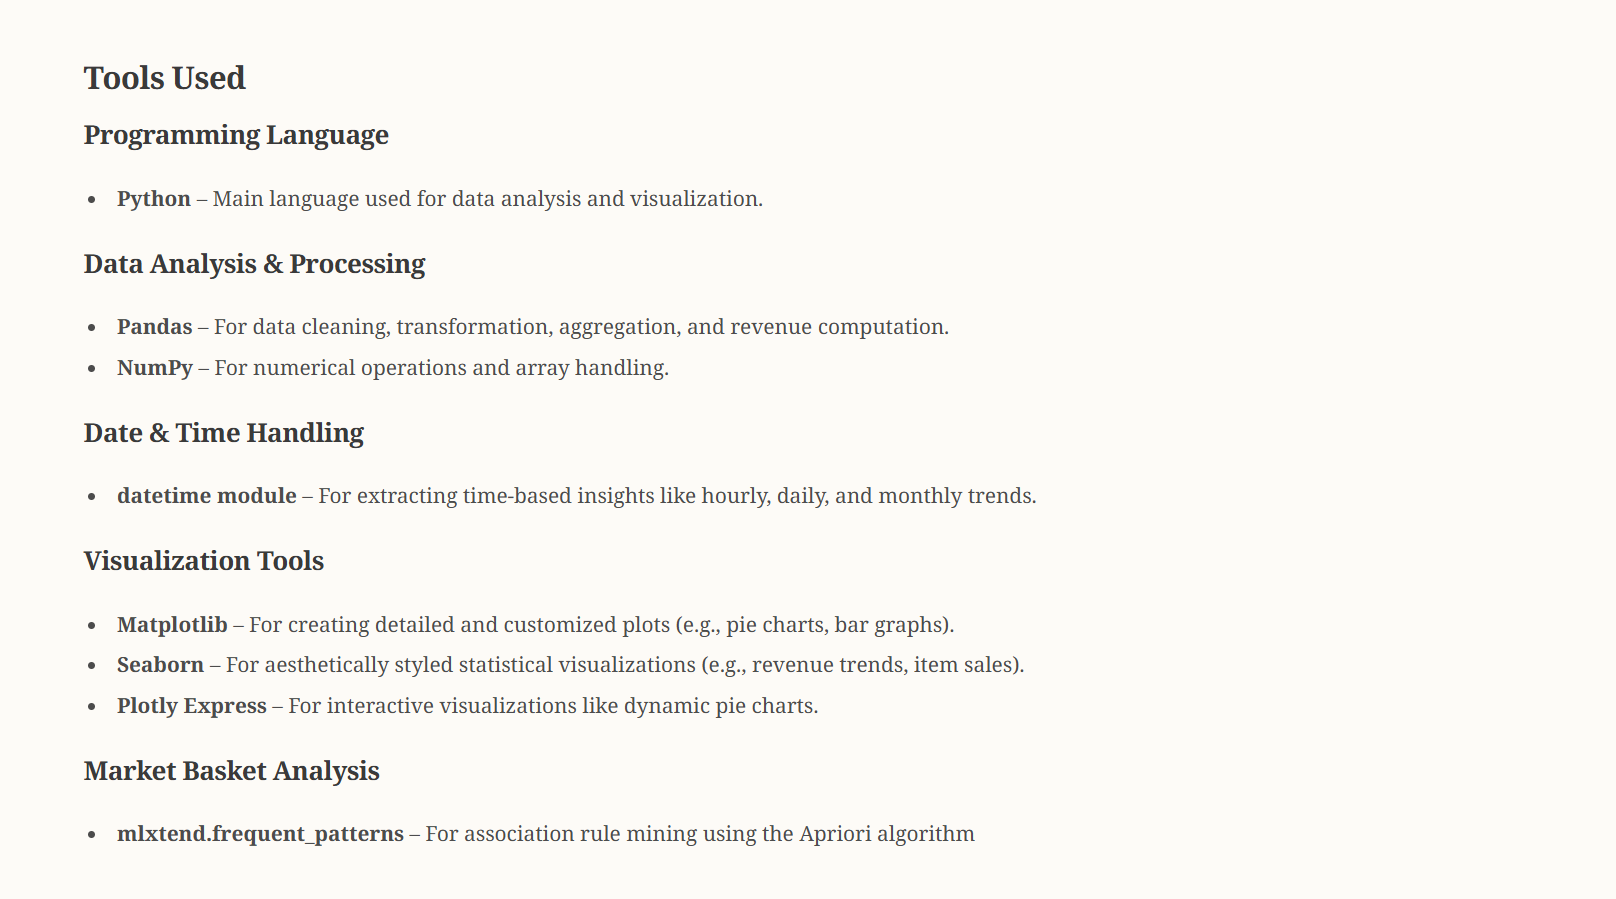 Tools Used
Programming Language
• Python – Main language used for data analysis and visualization.
Data Analysis & Processing
• Pandas – For data cleaning, transformation, aggregation, and revenue computation.
• NumPy – For numerical operations and array handling.
Date & Time Handling
• datetime module – For extracting time-based insights like hourly, daily, and monthly trends.
Visualization Tools
• Matplotlib – For creating detailed and customized plots (e.g., pie charts, bar graphs).
• Seaborn – For aesthetically styled statistical visualizations (e.g., revenue trends, item sales).
• Plotly Express – For interactive visualizations like dynamic pie charts.
Market Basket Analysis
• mlxtend.frequent_patterns – For association rule mining using the Apriori algorithm